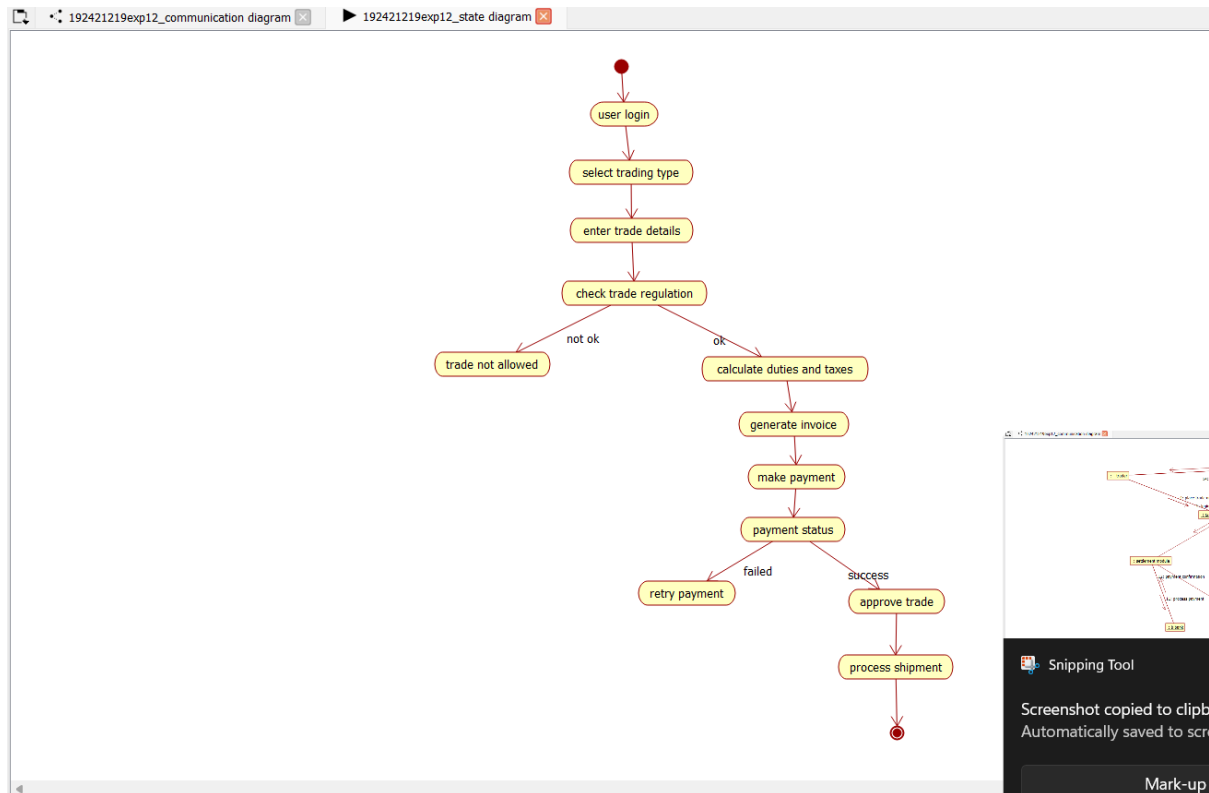 192421219exp12_communication diagram
192421219exp12_state diagram
user login
select trading type
enter trade details
check trade regulation
not ok
ok
trade not allowed
calculate duties and taxes
generate invoice
make payment
payment status
failed
success
retry payment
approve trade
process shipment
Snipping Tool
Screenshot copied to clipb
Automatically saved to scre
Mark-up